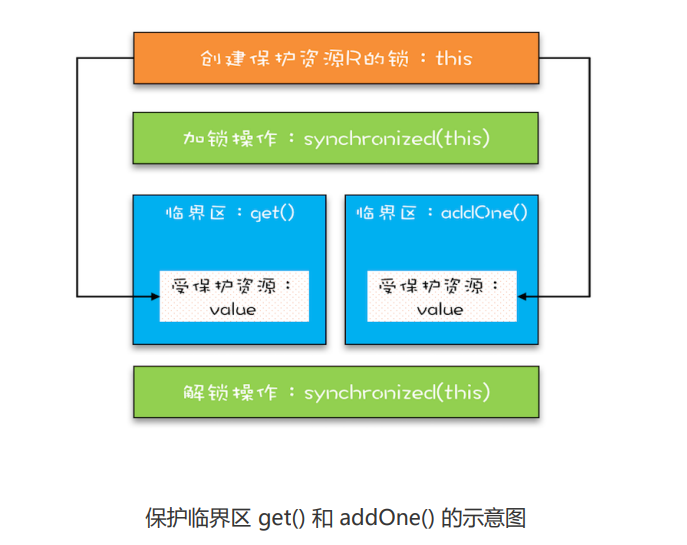 创建保护资源R的锁：this
加锁操作：synchronized(this)
临界区：get()
受保护资源：
value
临界区：addOne()
受保护资源：
value
解锁操作：synchronized(this)
保护临界区 get() 和 addOne() 的示意图